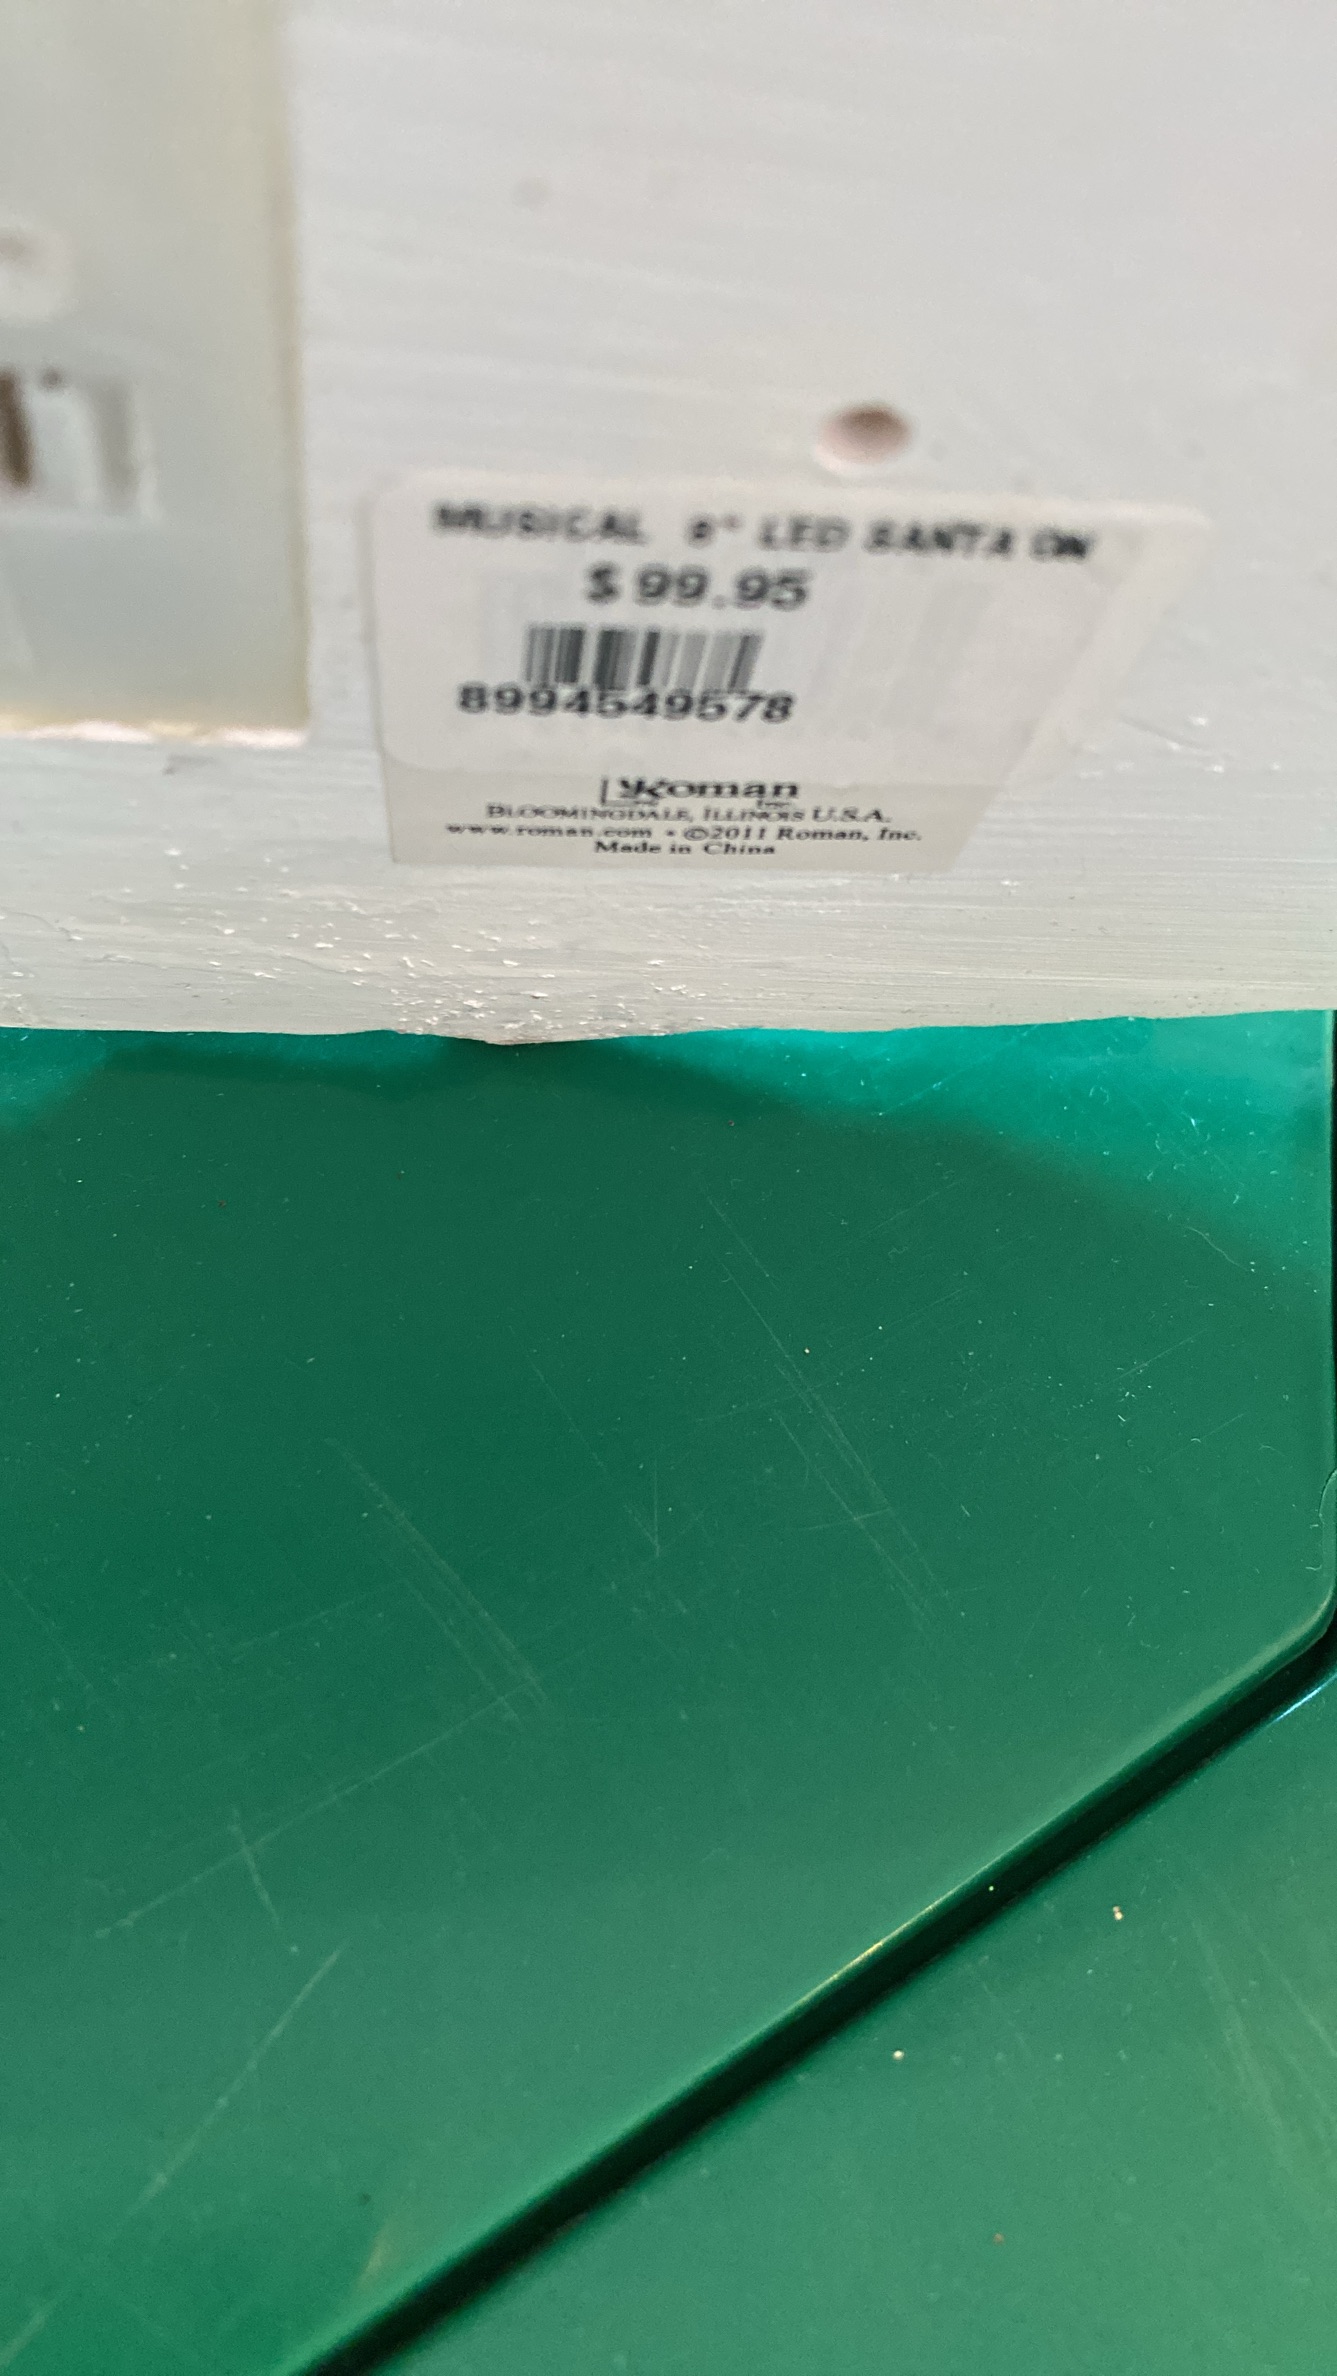 MUSICAL 8" LED SANTA ON
$ 99.95
8994549578
Roman Inc.
BLOOMINGDALE, ILLINOIS U.S.A.
www.roman.com • ©2011 Roman, Inc.
Made in China